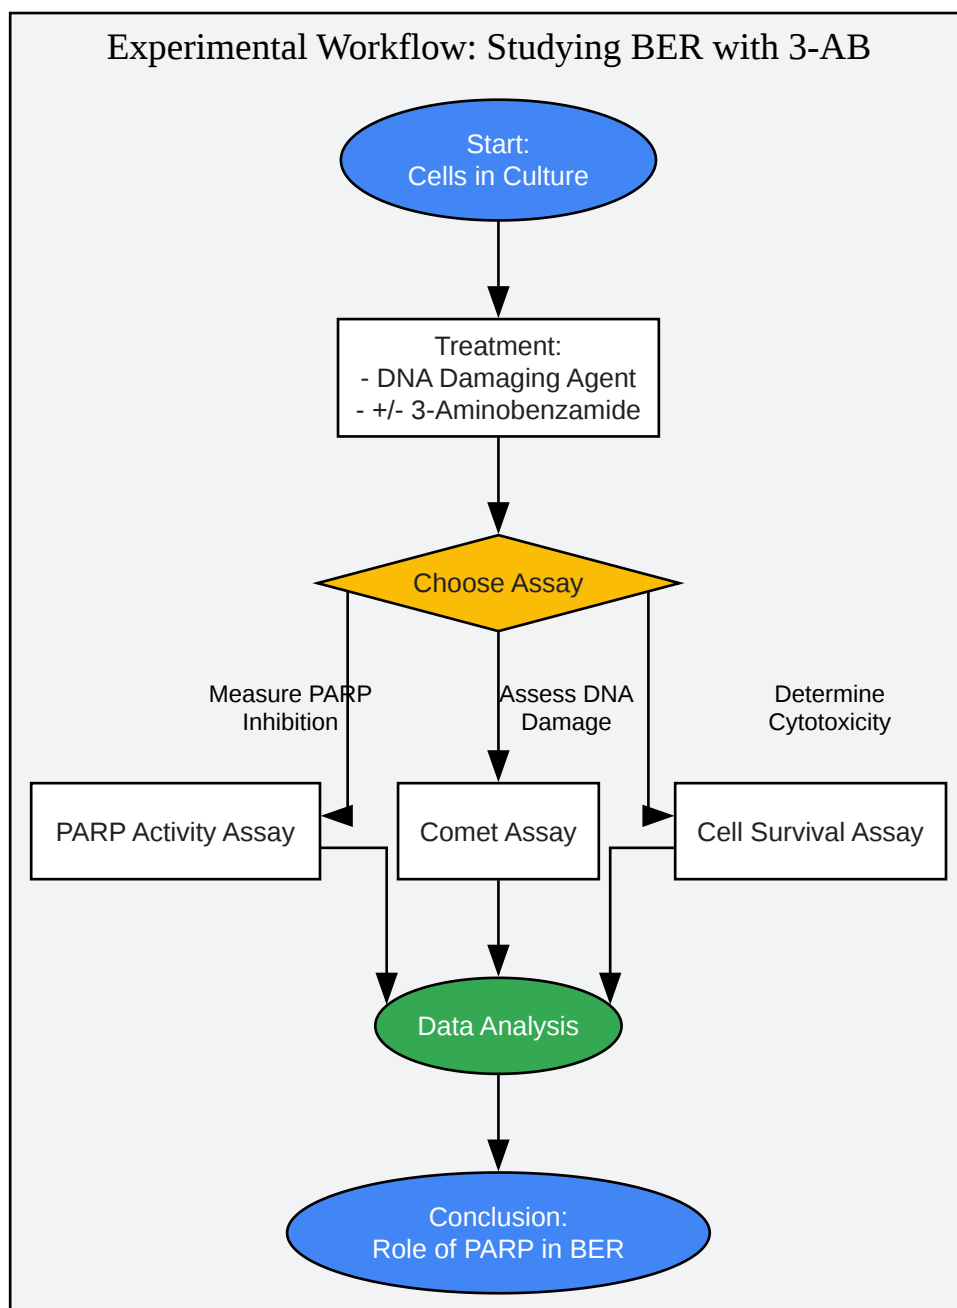 Experimental Workflow: Studying BER with 3-AB
Start:
Cells in Culture
Treatment:
- DNA Damaging Agent
- +/- 3-Aminobenzamide
Choose Assay
Measure PARP
Inhibition
Assess DNA
Damage
Determine
Cytotoxicity
PARP Activity Assay
Comet Assay
Cell Survival Assay
Data Analysis
Conclusion:
Role of PARP in BER